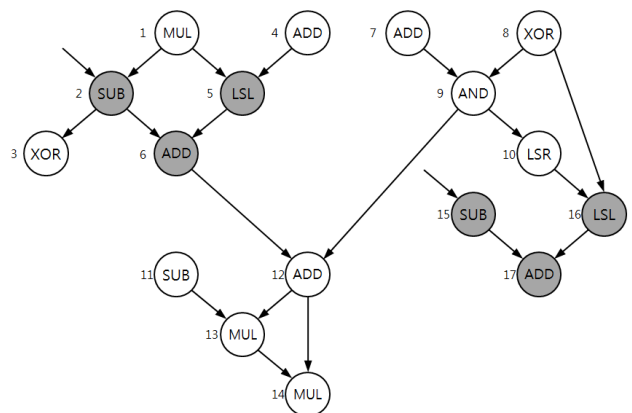 1 MUL 4 ADD 7 ADD 8 XOR
2 SUB 5 LSL 9 AND
3 XOR 6 ADD 10 LSR
15 SUB 16 LSL
11 SUB 12 ADD 17 ADD
13 MUL
14 MUL